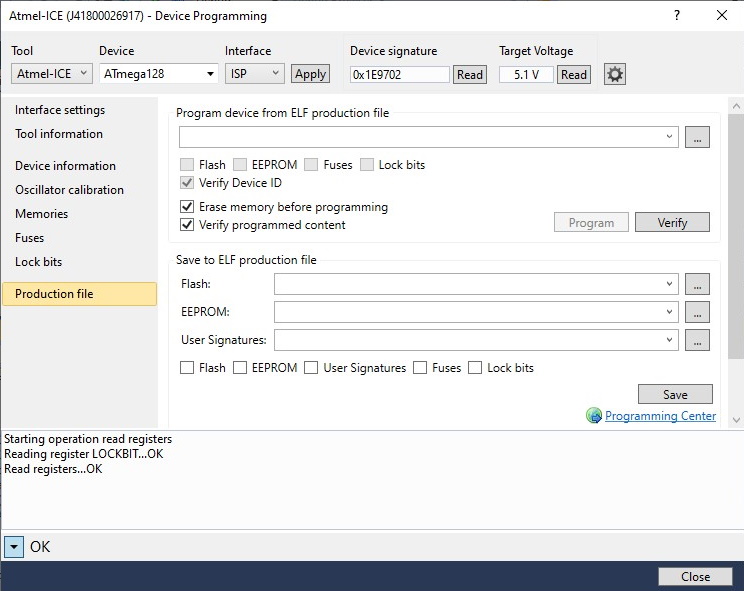 Atmel-ICE (J41800026917) - Device Programming
?
Tool Device Interface Device signature Target Voltage
Atmel-ICE ATmega128 ISP Apply 0x1E9702 Read 5.1 V Read
Interface settings
Tool information
Device information
Oscillator calibration
Memories
Fuses
Lock bits
Production file
Program device from ELF production file
...
Flash EEPROM Fuses Lock bits
Verify Device ID
Erase memory before programming
Verify programmed content
Program Verify
Save to ELF production file
Flash: ...
EEPROM: ...
User Signatures: ...
Flash EEPROM User Signatures Fuses Lock bits
Save
Programming Center
Starting operation read registers
Reading register LOCKBIT...OK
Read registers...OK
OK
Close